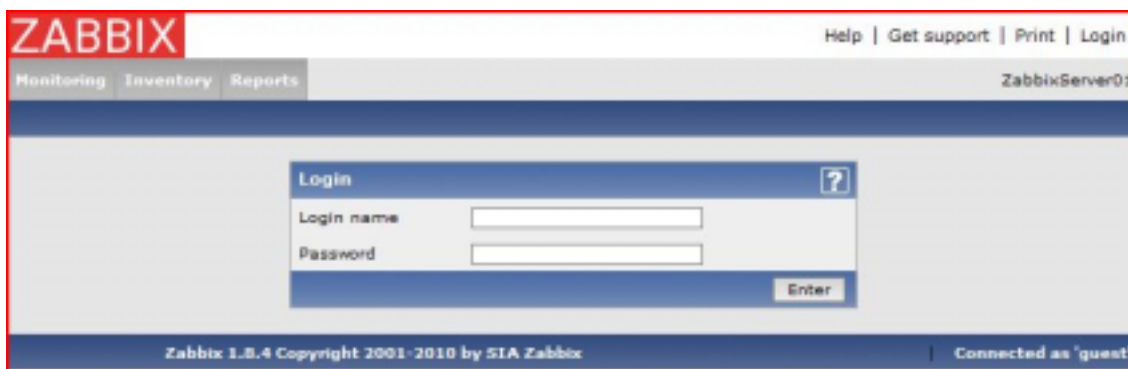 ZABBIX
Help | Get support | Print | Login
Monitoring Inventory Reports
ZabbixServer01
Login
?
Login name
Password
Enter
Zabbix 1.8.4 Copyright 2001-2010 by SIA Zabbix
Connected as 'guest